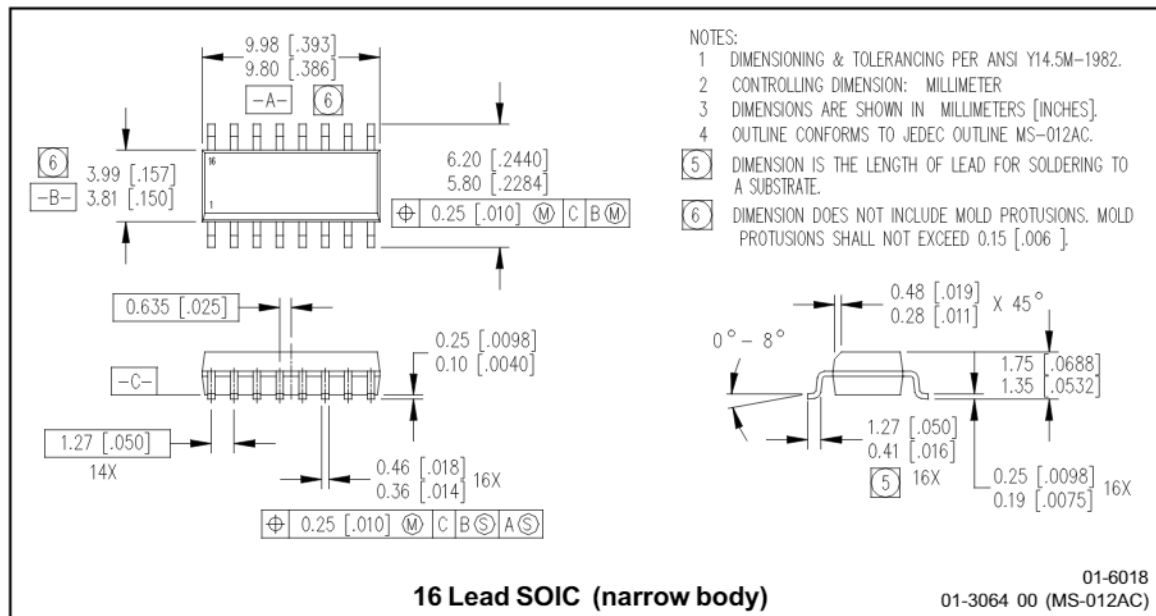 9.98 [.393]
9.80 [.386]
-A- 6
16
1
6
3.99 [.157]
-B- 3.81 [.150]
6.20 [.2440]
5.80 [.2284]
⌖ 0.25 [.010] Ⓜ C B Ⓜ
NOTES:
1 DIMENSIONING & TOLERANCING PER ANSI Y14.5M-1982.
2 CONTROLLING DIMENSION: MILLIMETER
3 DIMENSIONS ARE SHOWN IN MILLIMETERS [INCHES].
4 OUTLINE CONFORMS TO JEDEC OUTLINE MS-012AC.
5 DIMENSION IS THE LENGTH OF LEAD FOR SOLDERING TO
A SUBSTRATE.
6 DIMENSION DOES NOT INCLUDE MOLD PROTUSIONS. MOLD
PROTUSIONS SHALL NOT EXCEED 0.15 [.006 ].
0.635 [.025]
0.25 [.0098]
0.10 [.0040]
-C-
1.27 [.050]
14X
0.46 [.018]
0.36 [.014] 16X
⌖ 0.25 [.010] Ⓜ C B Ⓢ A Ⓢ
0.48 [.019]
0.28 [.011] X 45°
0°-8°
1.75 [.0688]
1.35 [.0532]
1.27 [.050]
0.41 [.016]
5 16X
0.25 [.0098]
0.19 [.0075] 16X
16 Lead SOIC (narrow body)
01-6018
01-3064 00 (MS-012AC)